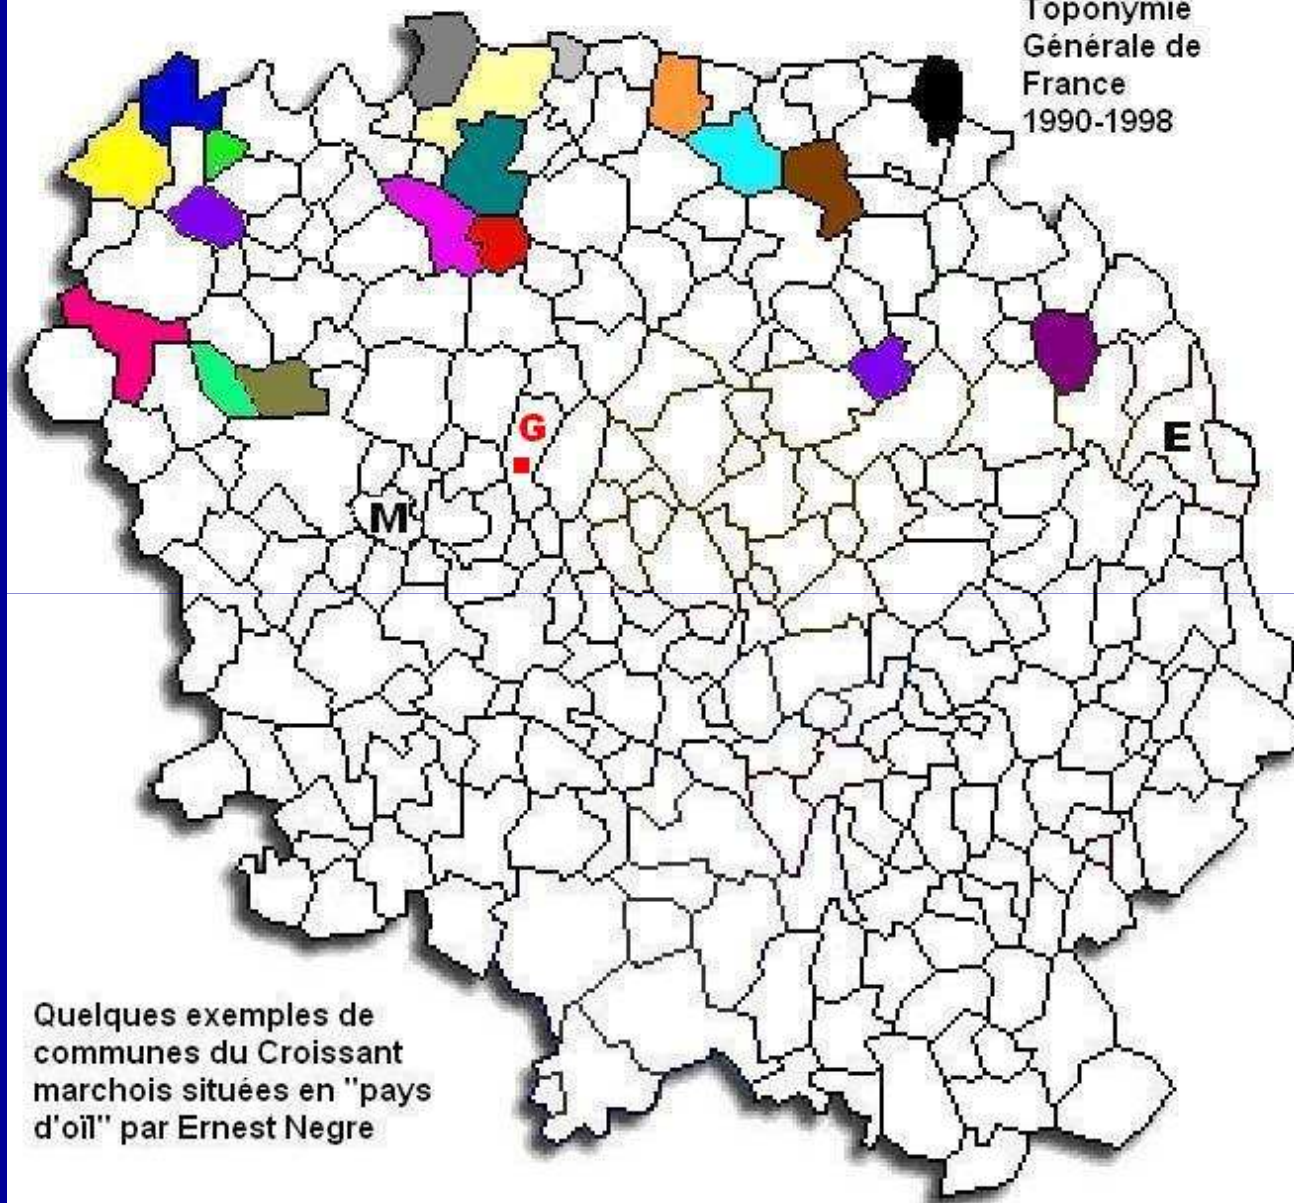 Toponymie
Générale de
France
1990-1998
G
E
M
Quelques exemples de
communes du Croissant
marchois situées en "pays
d'oïl" par Ernest Negre